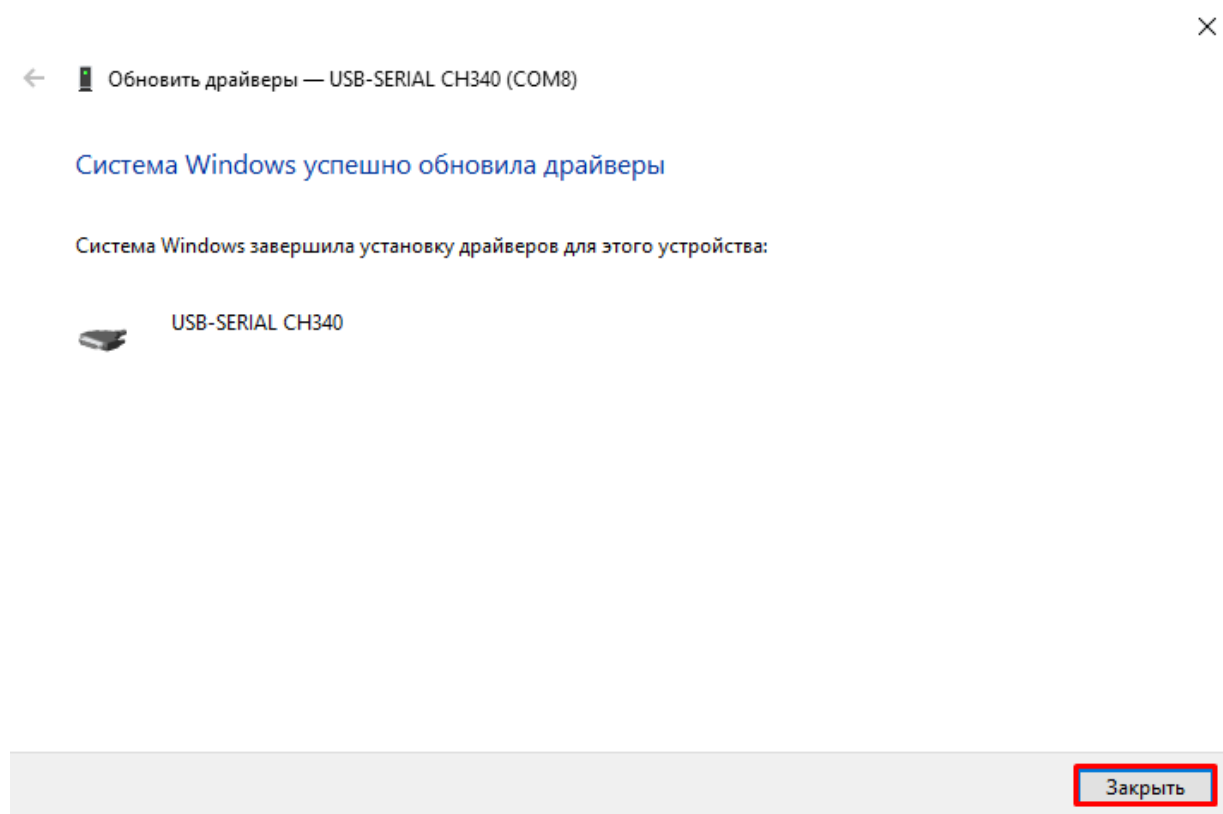 Обновить драйверы — USB-SERIAL CH340 (COM8)
Система Windows успешно обновила драйверы
Система Windows завершила установку драйверов для этого устройства:
USB-SERIAL CH340
Закрыть